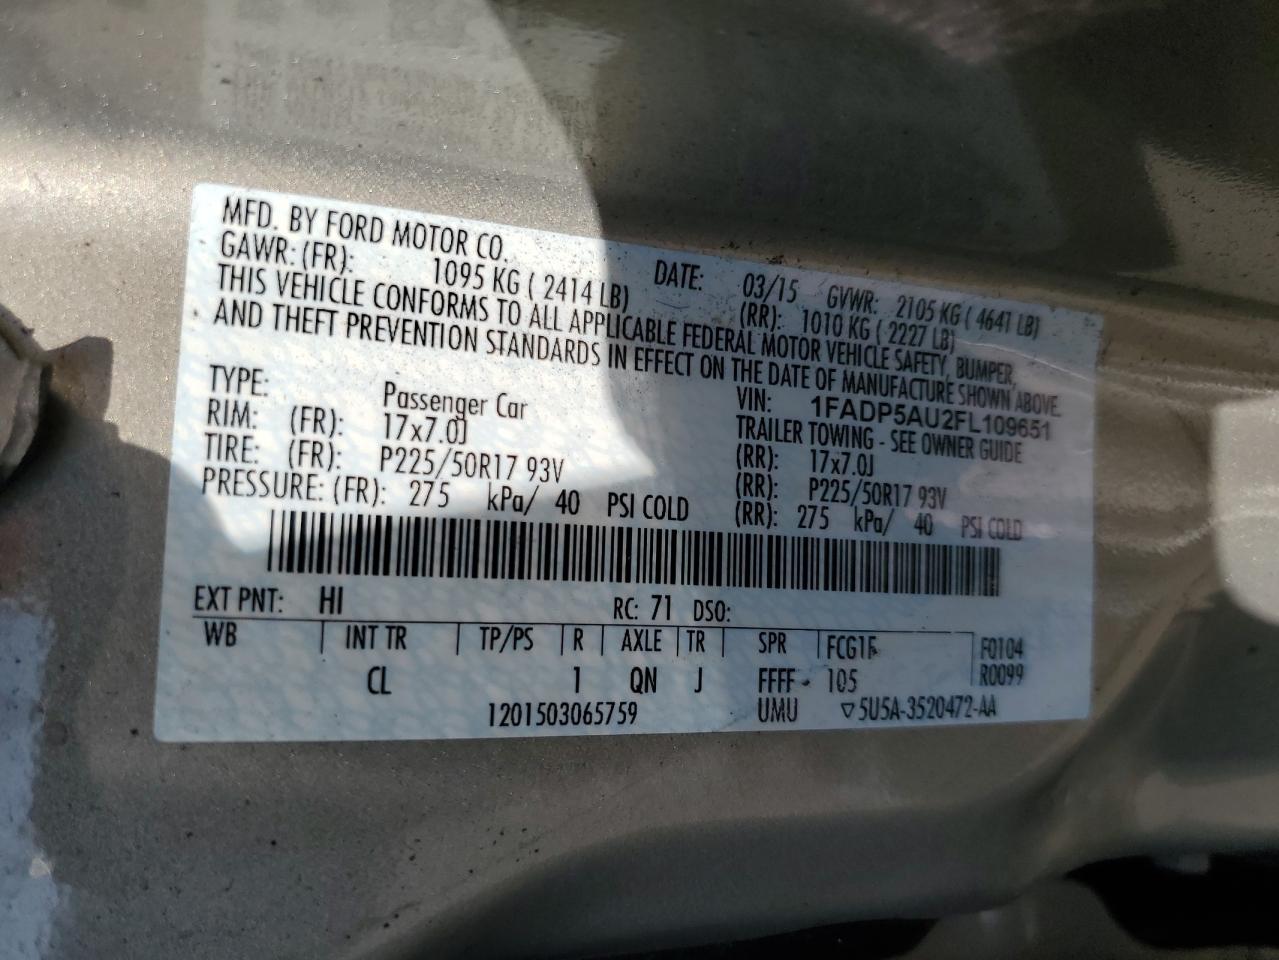 MFD. BY FORD MOTOR CO.
DATE: 03/15 GVWR: 2105 KG ( 4641 LB)
GAWR: (FR): 1095 KG ( 2414 LB) (RR): 1010 KG ( 2227 LB)
THIS VEHICLE CONFORMS TO ALL APPLICABLE FEDERAL MOTOR VEHICLE SAFETY, BUMPER,
AND THEFT PREVENTION STANDARDS IN EFFECT ON THE DATE OF MANUFACTURE SHOWN ABOVE.
VIN: 1FADP5AU2FL109651
TYPE: Passenger Car TRAILER TOWING - SEE OWNER GUIDE
RIM: (FR): 17x7.0J (RR): 17x7.0J
TIRE: (FR): P225/50R17 93V (RR): P225/50R17 93V
PRESSURE: (FR): 275 kPa/ 40 PSI COLD (RR): 275 kPa/ 40 PSI COLD
EXT PNT: HI RC: 71 DSO:
WB INT TR TP/PS R AXLE TR SPR FCG1F F0104
CL 1 QN J FFFF - 105 R0099
1201503065759 UMU ▽5U5A-3520472-AA